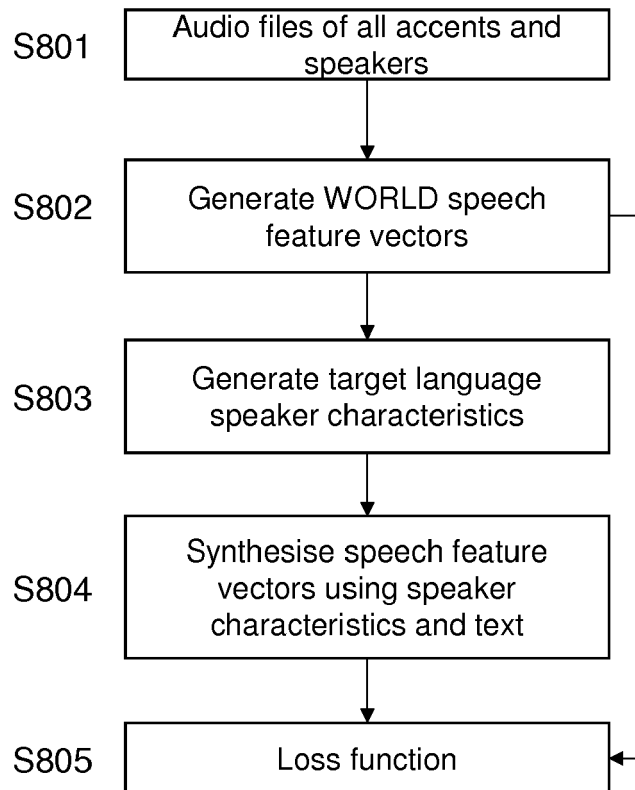 S801
Audio files of all accents and
speakers
S802
Generate WORLD speech
feature vectors
S803
Generate target language
speaker characteristics
S804
Synthesise speech feature
vectors using speaker
characteristics and text
S805
Loss function